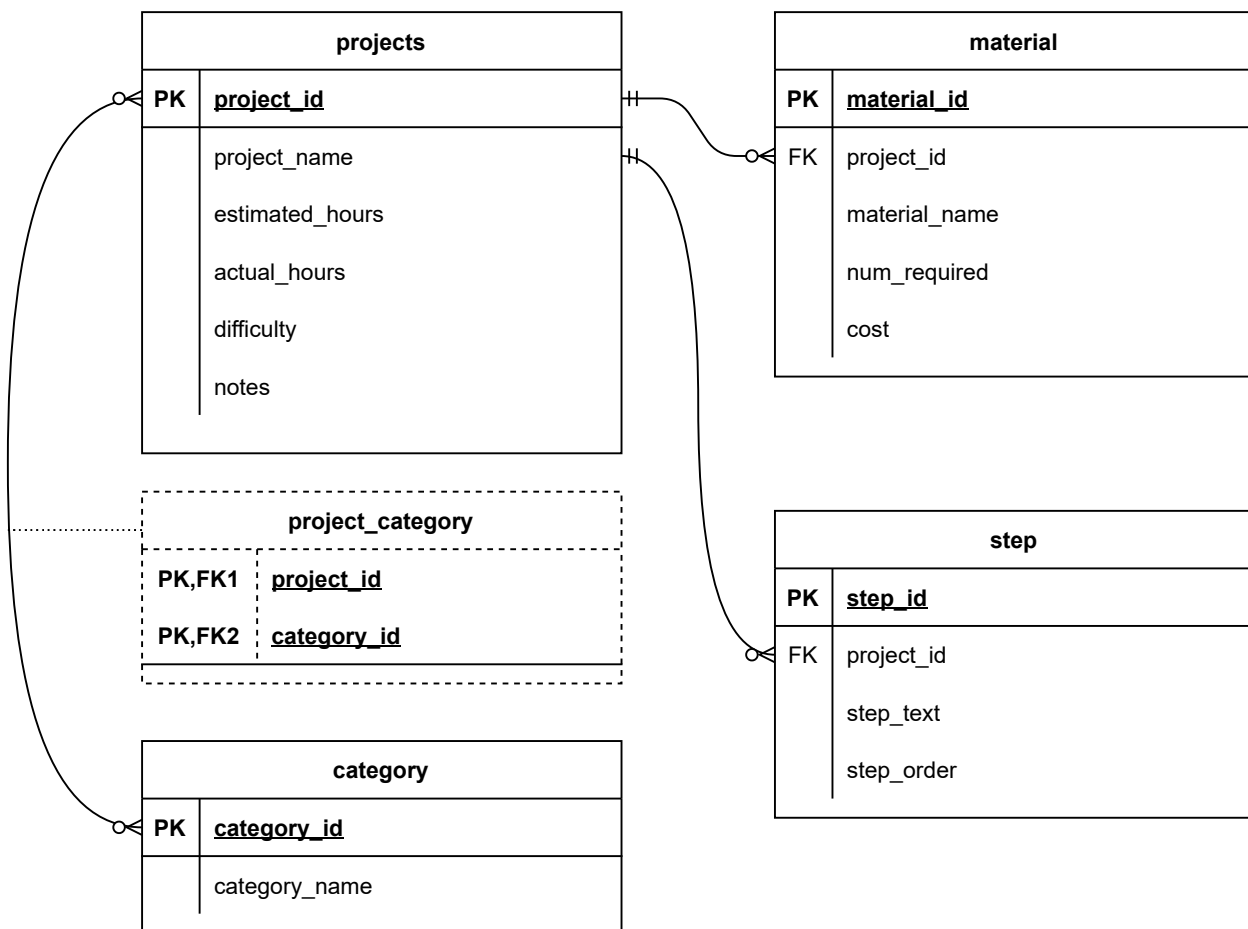 projects
PK project_id
project_name
estimated_hours
actual_hours
difficulty
notes
material
PK material_id
FK project_id
material_name
num_required
cost
project_category
PK,FK1 project_id
PK,FK2 category_id
step
PK step_id
FK project_id
step_text
step_order
category
PK category_id
category_name